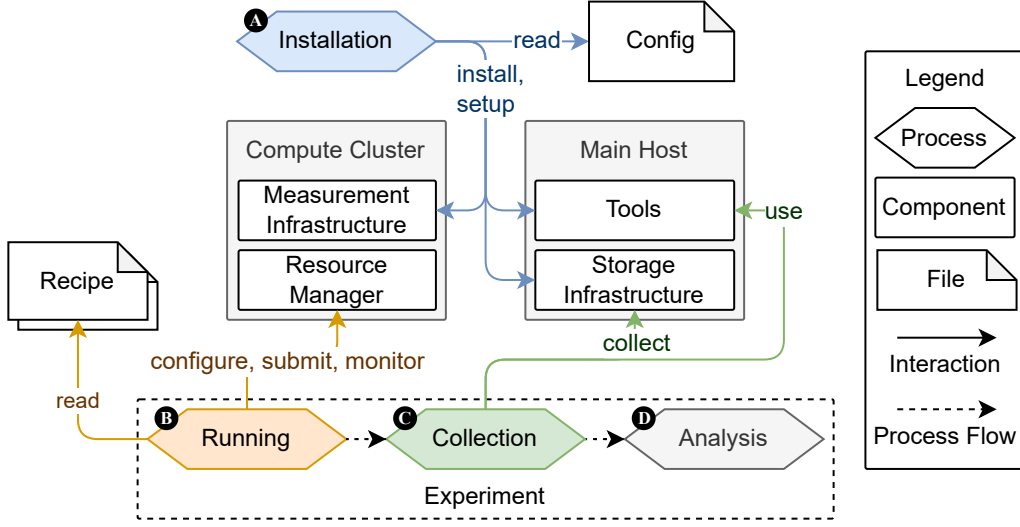 A
Installation
read
Config
install,
setup
Compute Cluster
Measurement
Infrastructure
Resource
Manager
Main Host
Tools
Storage
Infrastructure
use
collect
Recipe
read
configure, submit, monitor
B
Running
C
Collection
D
Analysis
Experiment
Legend
Process
Component
File
Interaction
Process Flow